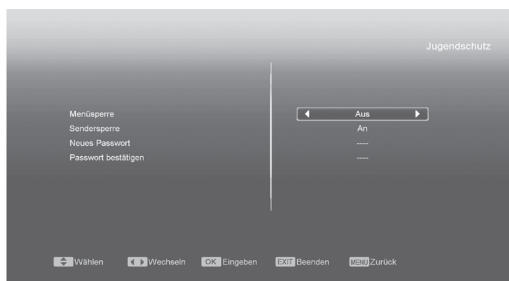 Jugendschutz
Menüsperre Aus
Sendersperre An
Neues Passwort ----
Passwort bestätigen ----
Wählen Wechseln OK Eingeben EXIT Beenden MENU Zurück